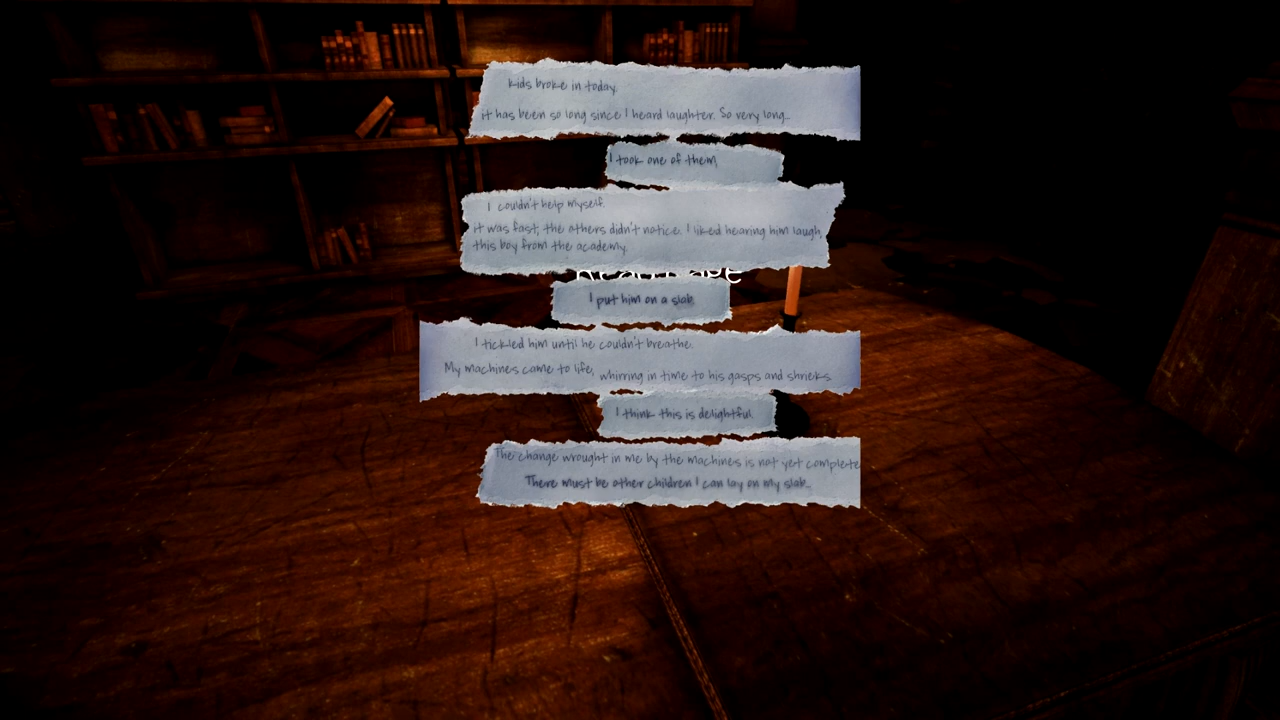 kids broke in today.
it has been so long since I heard laughter. So very long...
I took one of them.
I couldn't help myself.
it was fast; the others didn't notice. I liked hearing him laugh,
this boy from the academy.
I put him on a slab.
I tickled him until he couldn't breathe.
My machines came to life, whirring in time to his gasps and shrieks.
I think this is delightful.
The change wrought in me by the machines is not yet complete.
There must be other children I can lay on my slab...